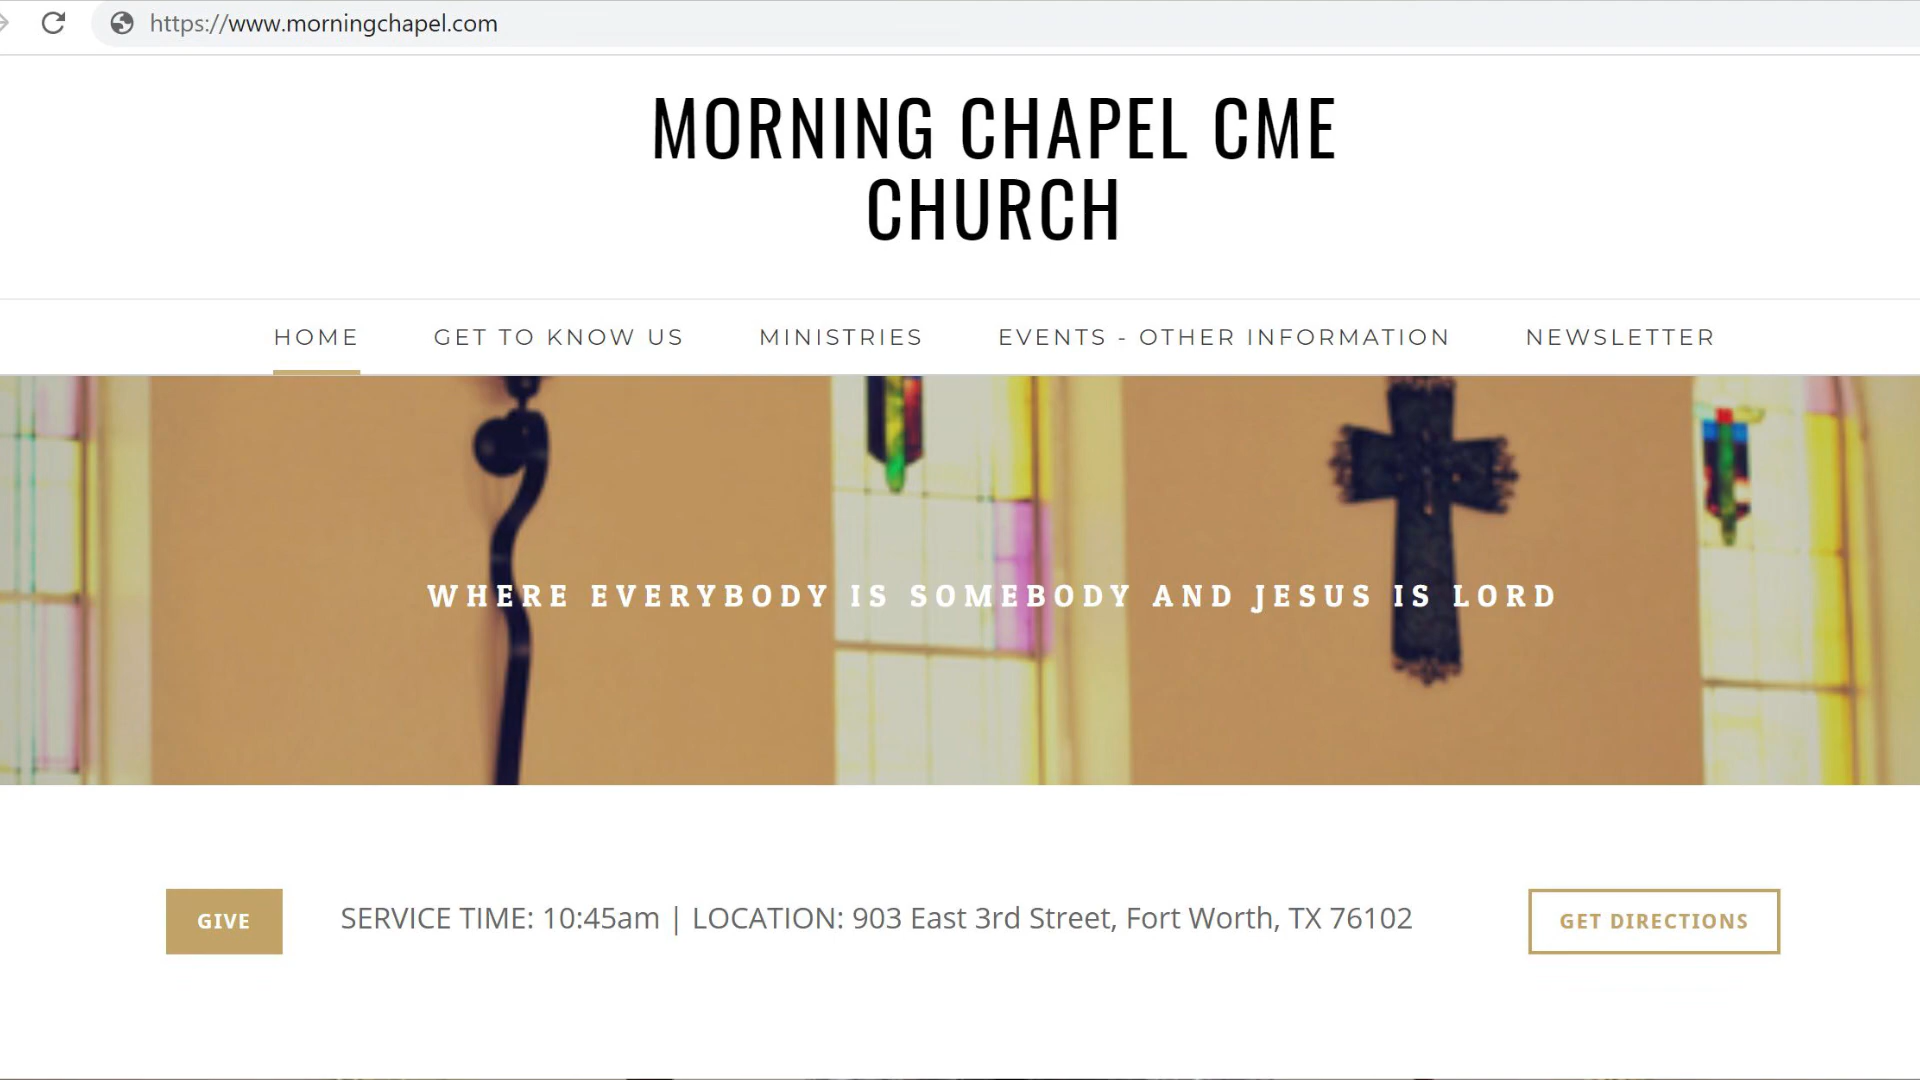 https://www.morningchapel.com
MORNING CHAPEL CME
CHURCH
HOME GET TO KNOW US MINISTRIES EVENTS - OTHER INFORMATION NEWSLETTER
WHERE EVERYBODY IS SOMEBODY AND JESUS IS LORD
GIVE SERVICE TIME: 10:45am | LOCATION: 903 East 3rd Street, Fort Worth, TX 76102 GET DIRECTIONS